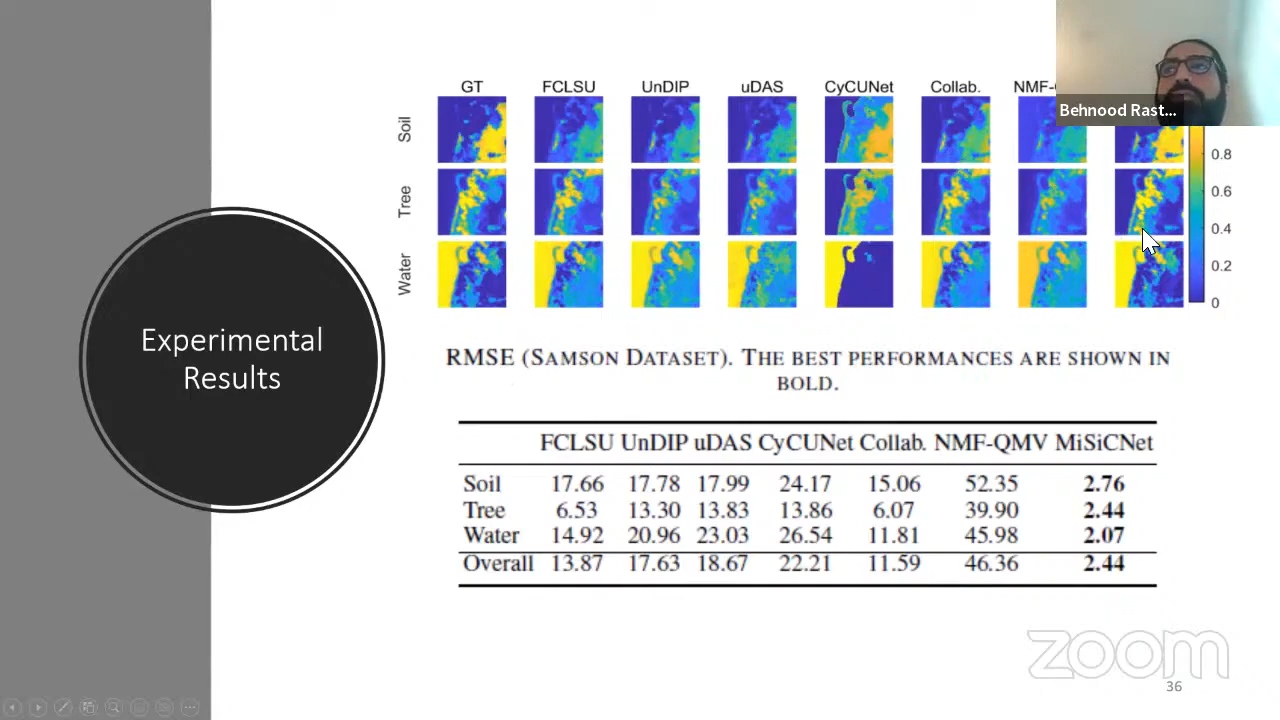 GT FCLSU UnDIP uDAS CyCUNet Collab. NMF-
Behnood Rast...
Soil
Tree
Water
0.8
0.6
0.4
0.2
0
Experimental
Results
RMSE (SAMSON DATASET). THE BEST PERFORMANCES ARE SHOWN IN
BOLD.
FCLSU UnDIP uDAS CyCUNet Collab. NMF-QMV MiSiCNet
Soil 17.66 17.78 17.99 24.17 15.06 52.35 2.76
Tree 6.53 13.30 13.83 13.86 6.07 39.90 2.44
Water 14.92 20.96 23.03 26.54 11.81 45.98 2.07
Overall 13.87 17.63 18.67 22.21 11.59 46.36 2.44
zoom
36